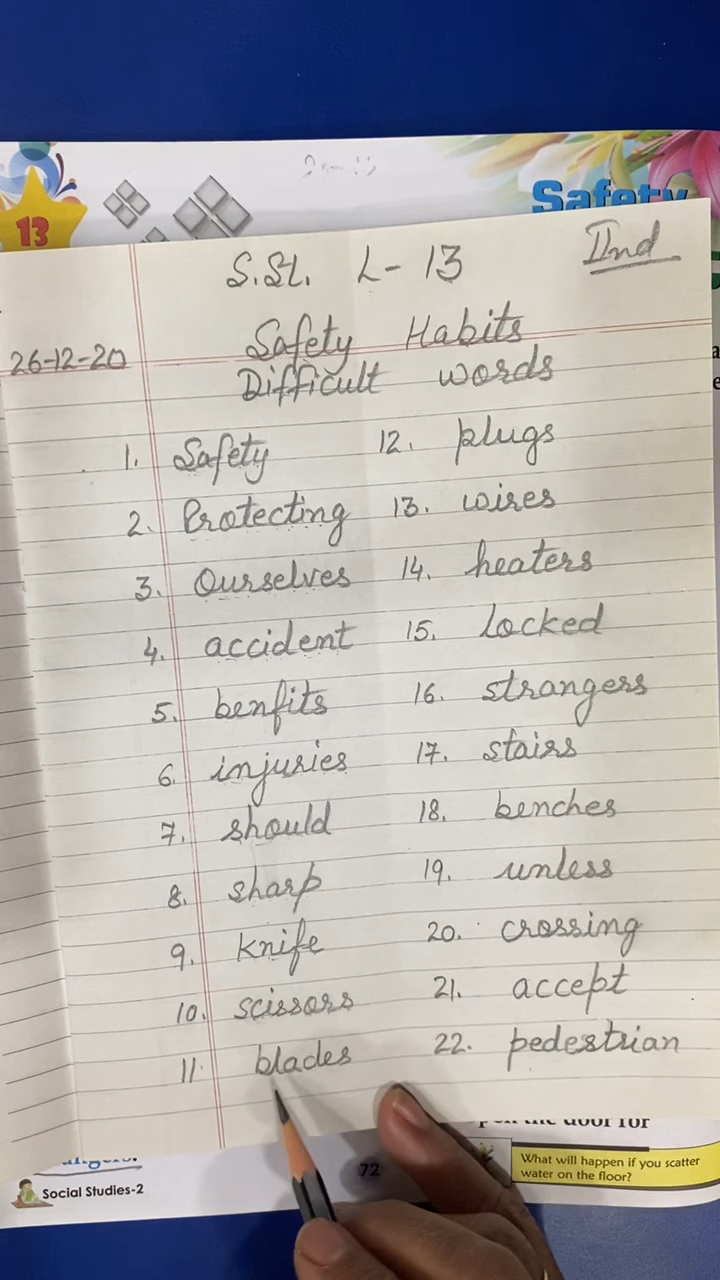 13
Safety
S.St. L-13 IInd
26-12-20
Safety Habits
Difficult words
1. Safety
2. Protecting
3. Ourselves
4. accident
5. benfits
6. injuries
7. should
8. sharp
9. knife
10. scissors
11. blades
12. plugs
13. wires
14. heaters
15. locked
16. strangers
17. stairs
18. benches
19. unless
20. crossing
21. accept
22. pedestrian
the door for
72
What will happen if you scatter
water on the floor?
Social Studies-2